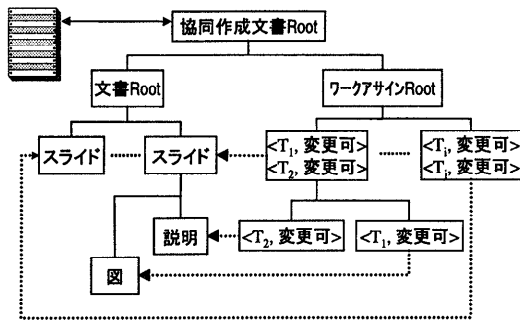 協同作成文書Root
文書Root
ワークアサインRoot
スライド
スライド
<T1, 変更可>
<T2, 変更可>
<Ti, 変更可>
<Tj, 変更可>
説明
<T2, 変更可>
<T1, 変更可>
図